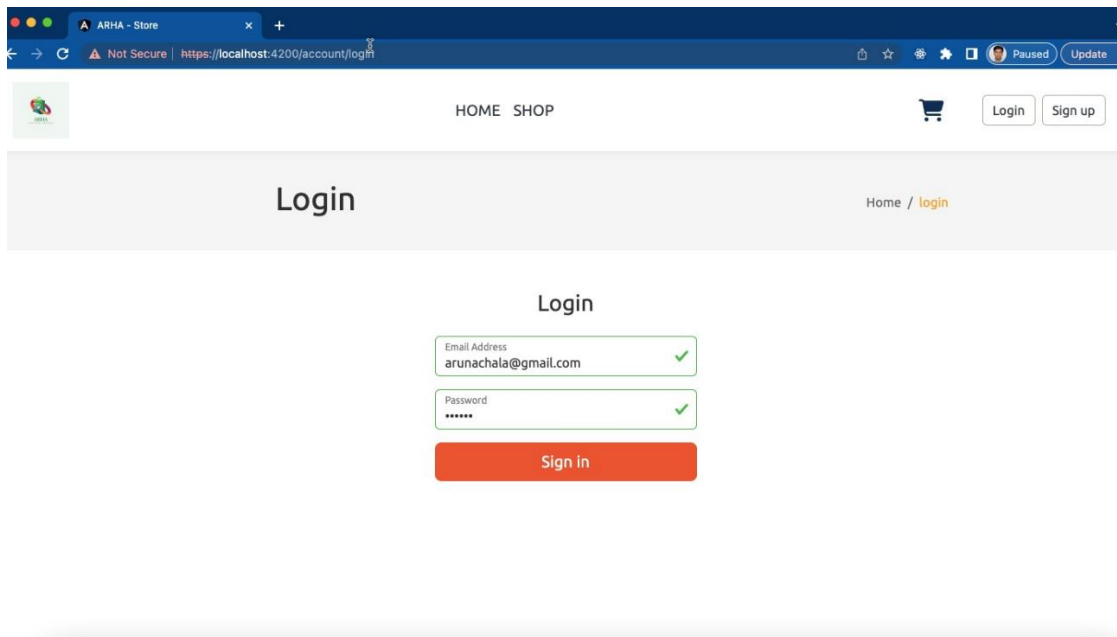 ARHA - Store
Not Secure | https://localhost:4200/account/login
Paused
Update
ARHA
HOME SHOP
Login
Sign up
Login
Home / login
Login
Email Address
arunachala@gmail.com
Password
••••••
Sign in